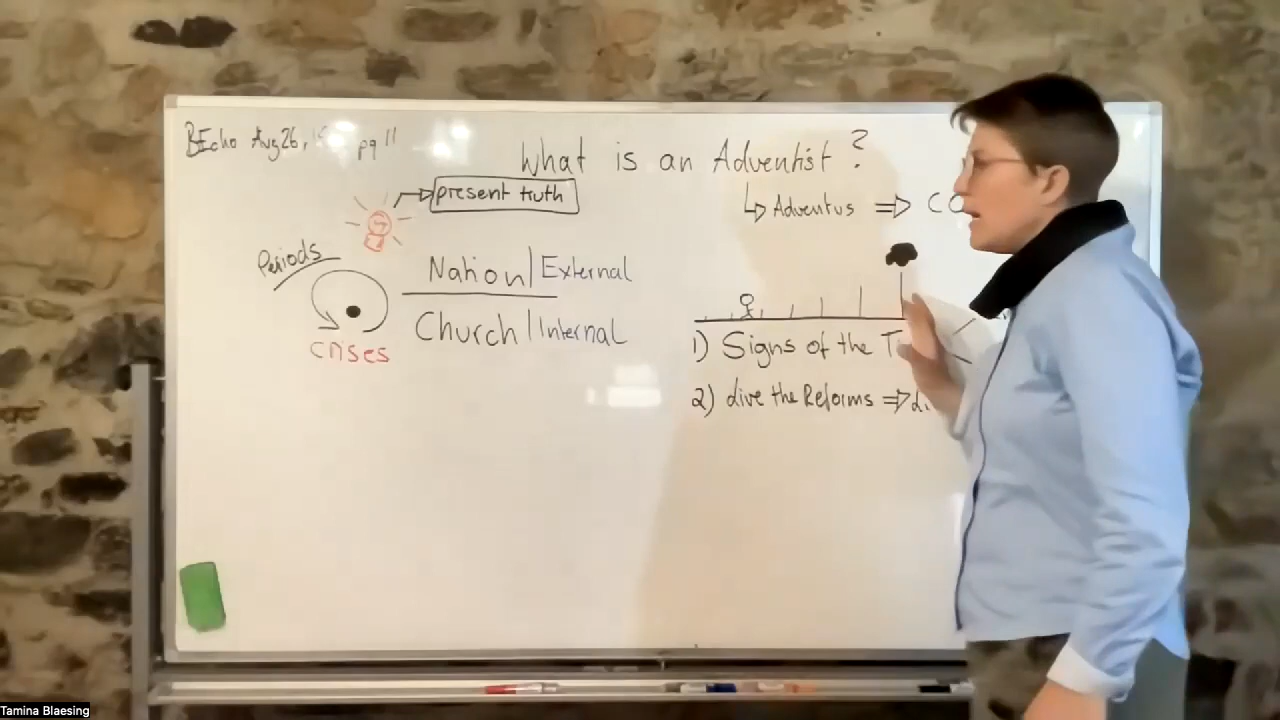 BEcho Aug 26, pg 11
What is an Adventist?
present truth
Adventus ⇒
Periods
Nation/External
Church/Internal
crises
1) Signs of the
2) Live the Reforms ⇒
Tamina Blaesing